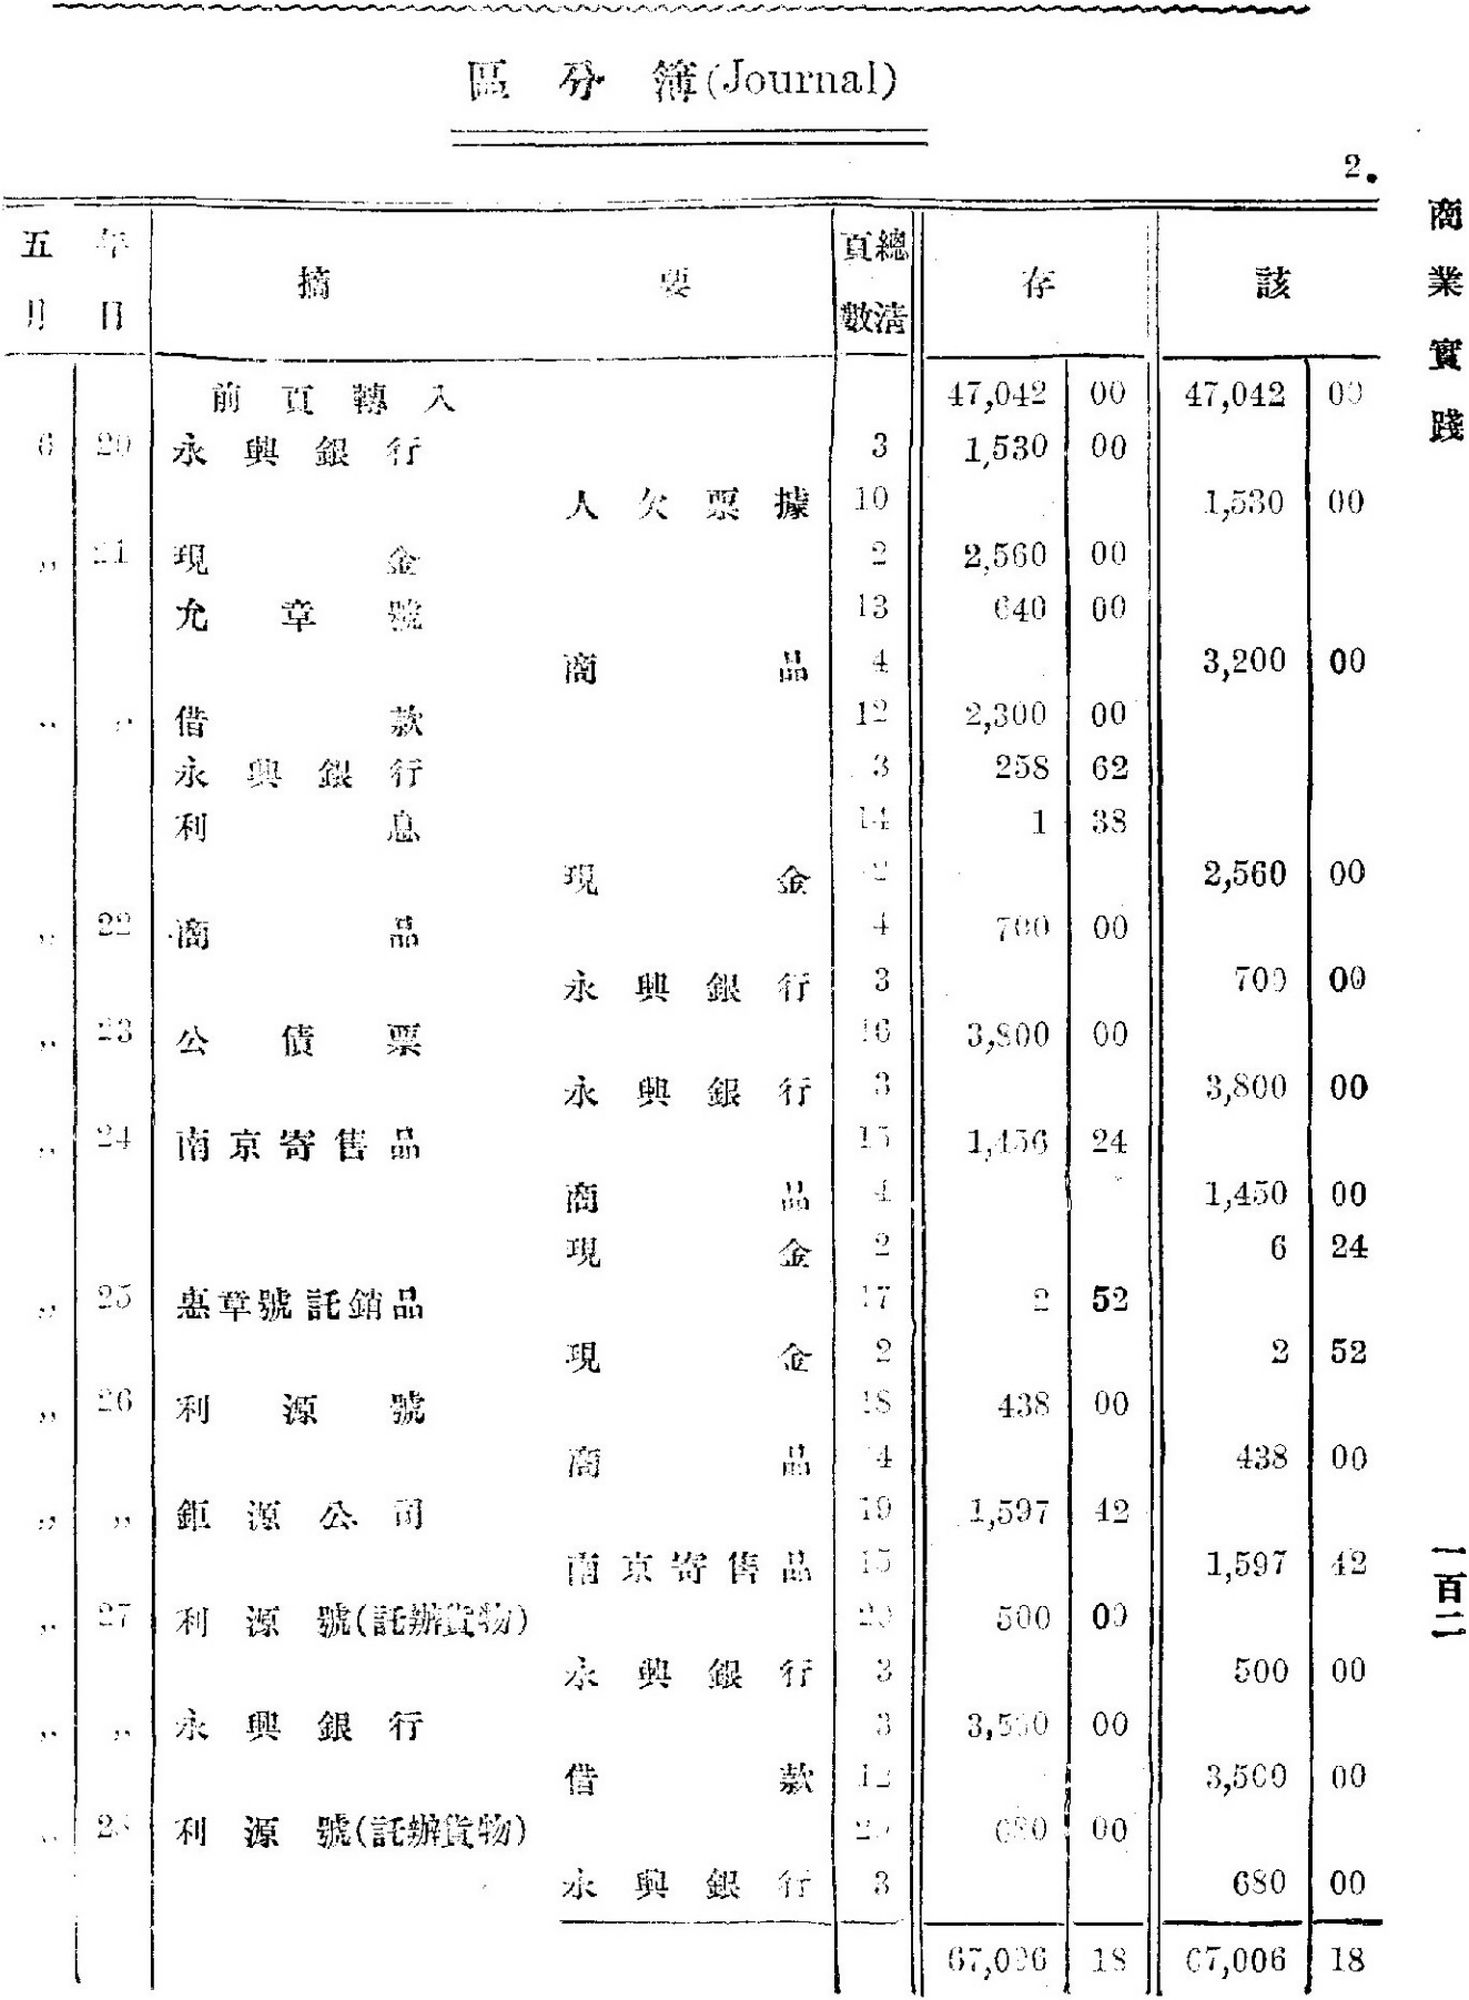 區分簿(Journal)
2.
五年 摘要 總清頁數 存 該
月日
前頁轉入 47,042 00 47,042 00
6 20 永興銀行 3 1,530 00
人欠票據 10 1,530 00
,, 21 現金 2 2,560 00
允章號 13 640 00
商品 4 3,200 00
,, ,, 借款 12 2,300 00
永興銀行 3 258 62
利息 14 1 38
現金 2 2,560 00
,, 22 商品 4 700 00
永興銀行 3 700 00
,, 23 公債票 16 3,800 00
永興銀行 3 3,800 00
,, 24 南京寄售品 15 1,456 24
商品 4 1,450 00
現金 2 6 24
,, 25 惠章號託銷品 17 2 52
現金 2 2 52
,, 26 利源號 18 438 00
商品 4 438 00
,, ,, 鉅源公司 19 1,597 42
南京寄售品 15 1,597 42
,, 27 利源號(託辦貨物) 20 500 00
永興銀行 3 500 00
,, ,, 永興銀行 3 3,500 00
借款 12 3,500 00
,, 28 利源號(託辦貨物) 20 680 00
永興銀行 3 680 00
67,006 18 67,006 18
商業實踐
一百二